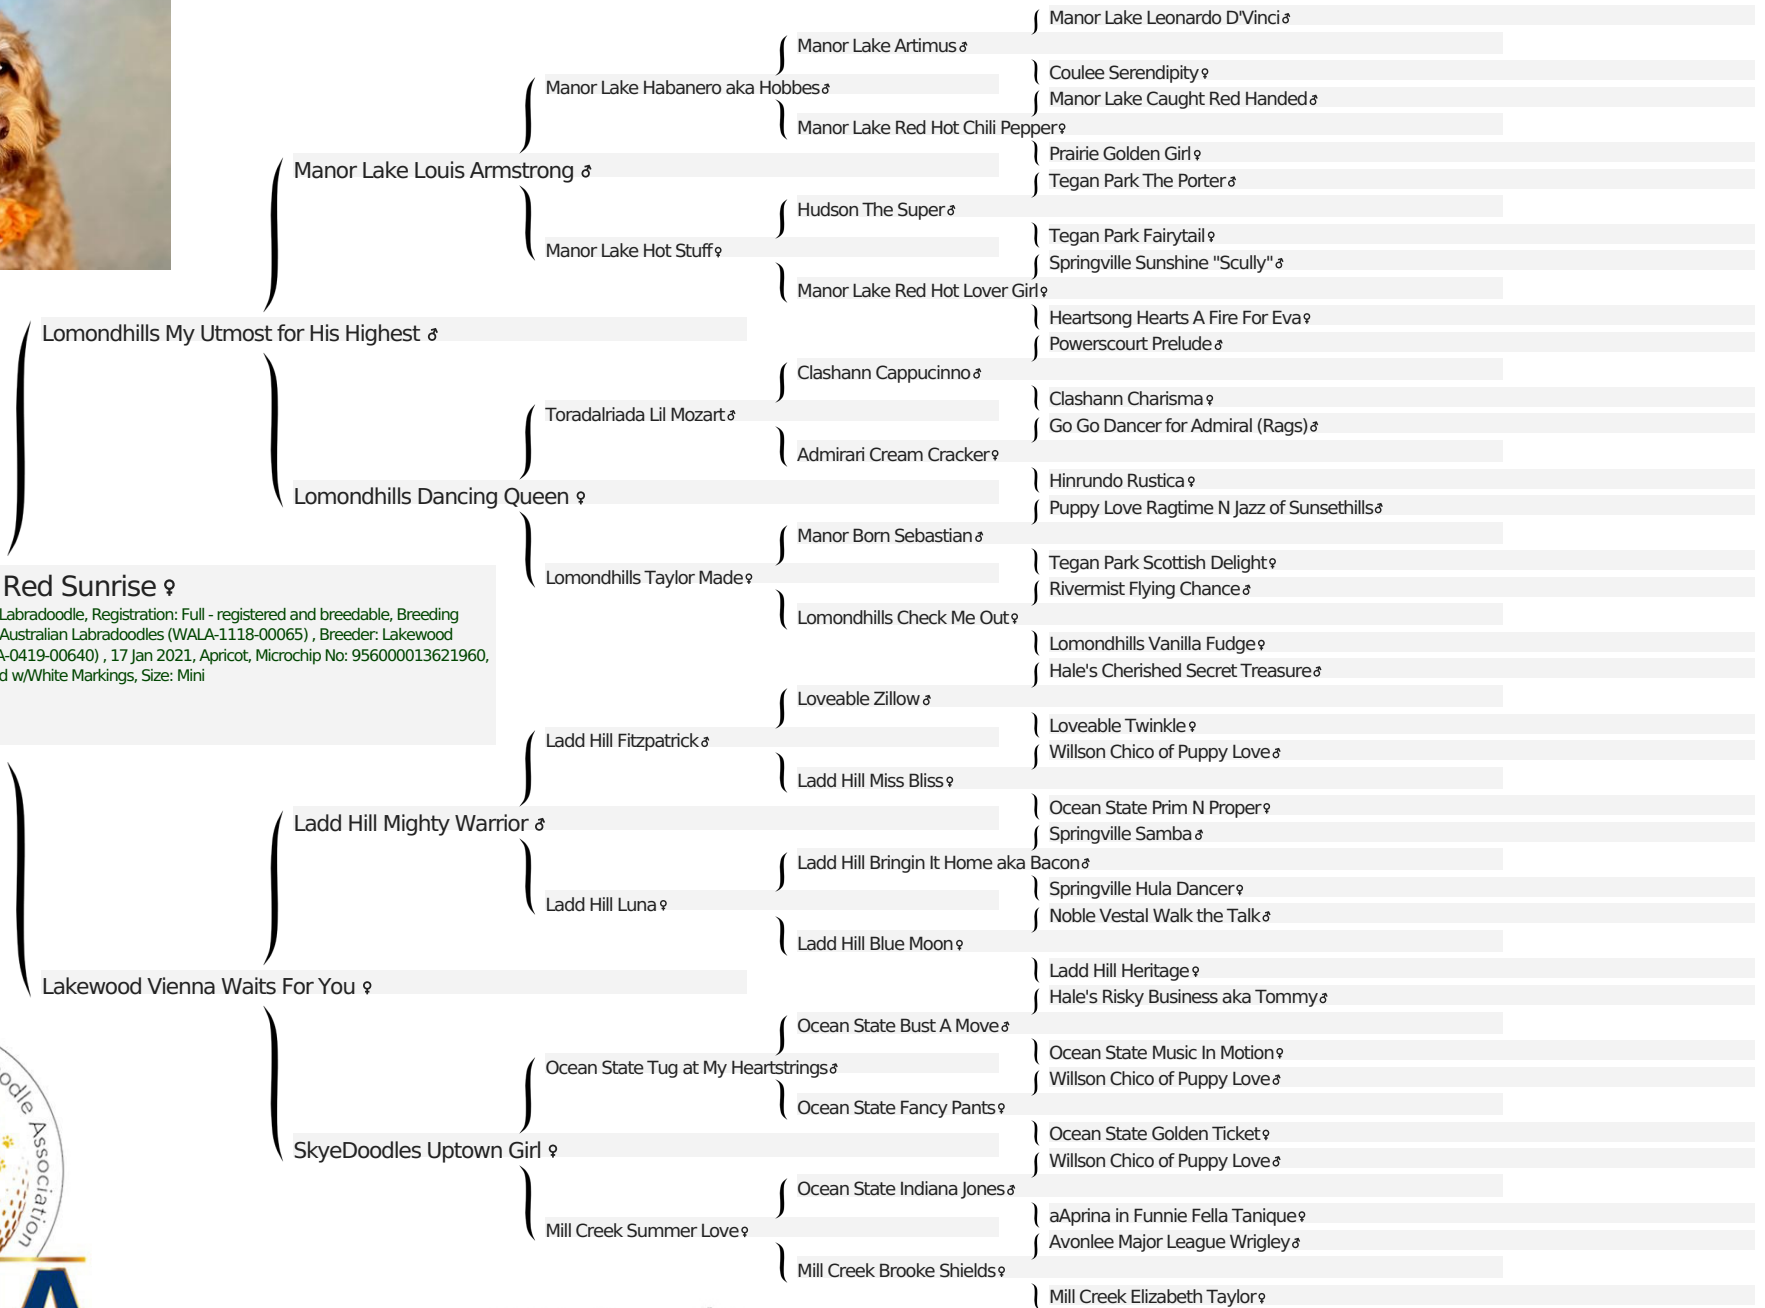 Manor Lake Leonardo D'Vinci♂
Manor Lake Artimus♂
Coulee Serendipity♀
Manor Lake Habanero aka Hobbes♂
Manor Lake Caught Red Handed♂
Manor Lake Red Hot Chili Pepper♀
Prairie Golden Girl♀
Manor Lake Louis Armstrong ♂
Tegan Park The Porter♂
Hudson The Super♂
Tegan Park Fairytail♀
Manor Lake Hot Stuff♀
Springville Sunshine "Scully"♂
Manor Lake Red Hot Lover Girl♀
Heartsong Hearts A Fire For Eva♀
Lomondhills My Utmost for His Highest ♂
Powerscourt Prelude♂
Clashann Cappucinno♂
Clashann Charisma♀
Toradalriada Lil Mozart♂
Go Go Dancer for Admiral (Rags)♂
Admirari Cream Cracker♀
Hinrundo Rustica♀
Lomondhills Dancing Queen ♀
Puppy Love Ragtime N Jazz of Sunsethills♂
Manor Born Sebastian♂
Tegan Park Scottish Delight♀
Lomondhills Taylor Made♀
Rivermist Flying Chance♂
Lomondhills Check Me Out♀
Lomondhills Vanilla Fudge♀
Red Sunrise ♀
Labradoodle, Registration: Full - registered and breedable, Breeding
Australian Labradoodles (WALA-1118-00065) , Breeder: Lakewood
A-0419-00640) , 17 Jan 2021, Apricot, Microchip No: 956000013621960,
d w/White Markings, Size: Mini
Hale's Cherished Secret Treasure♂
Loveable Zillow♂
Loveable Twinkle♀
Ladd Hill Fitzpatrick♂
Willson Chico of Puppy Love♂
Ladd Hill Miss Bliss♀
Ocean State Prim N Proper♀
Ladd Hill Mighty Warrior ♂
Springville Samba♂
Ladd Hill Bringin It Home aka Bacon♂
Springville Hula Dancer♀
Ladd Hill Luna♀
Noble Vestal Walk the Talk♂
Ladd Hill Blue Moon♀
Ladd Hill Heritage♀
Lakewood Vienna Waits For You ♀
Hale's Risky Business aka Tommy♂
Ocean State Bust A Move♂
Ocean State Music In Motion♀
Ocean State Tug at My Heartstrings♂
Willson Chico of Puppy Love♂
Ocean State Fancy Pants♀
Ocean State Golden Ticket♀
SkyeDoodles Uptown Girl ♀
Willson Chico of Puppy Love♂
Ocean State Indiana Jones♂
aAprina in Funnie Fella Tanique♀
Mill Creek Summer Love♀
Avonlee Major League Wrigley♂
Mill Creek Brooke Shields♀
Mill Creek Elizabeth Taylor♀
oodle Association
A